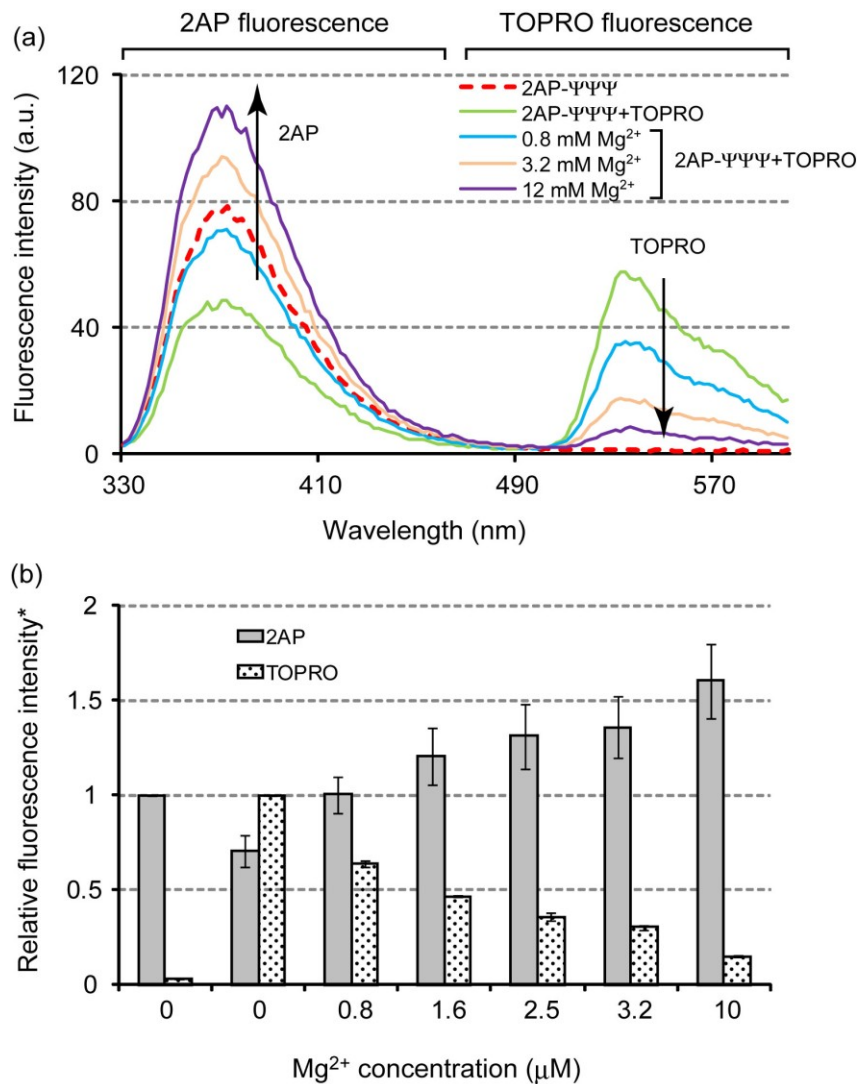 (a)
2AP fluorescence TOPRO fluorescence
Fluorescence intensity (a.u.)
120
80
40
0
2AP
2AP-ΨΨΨ
2AP-ΨΨΨ+TOPRO
0.8 mM Mg²⁺
3.2 mM Mg²⁺
12 mM Mg²⁺
2AP-ΨΨΨ+TOPRO
TOPRO
330 410 490 570
Wavelength (nm)
(b)
Relative fluorescence intensity*
2
1.5
1
0.5
0
2AP
TOPRO
0 0 0.8 1.6 2.5 3.2 10
Mg²⁺ concentration (μM)